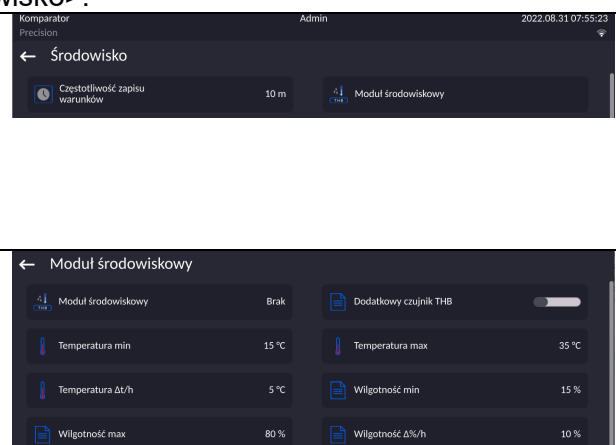 Komparator Admin 2022.08.31 07:55:23
Precision
← Środowisko
Częstotliwość zapisu
warunków 10 m
THB Moduł środowiskowy
← Moduł środowiskowy
THB Moduł środowiskowy Brak
Dodatkowy czujnik THB
Temperatura min 15 °C
Temperatura max 35 °C
Temperatura Δt/h 5 °C
Wilgotność min 15 %
Wilgotność max 80 %
Wilgotność Δ%/h 10 %